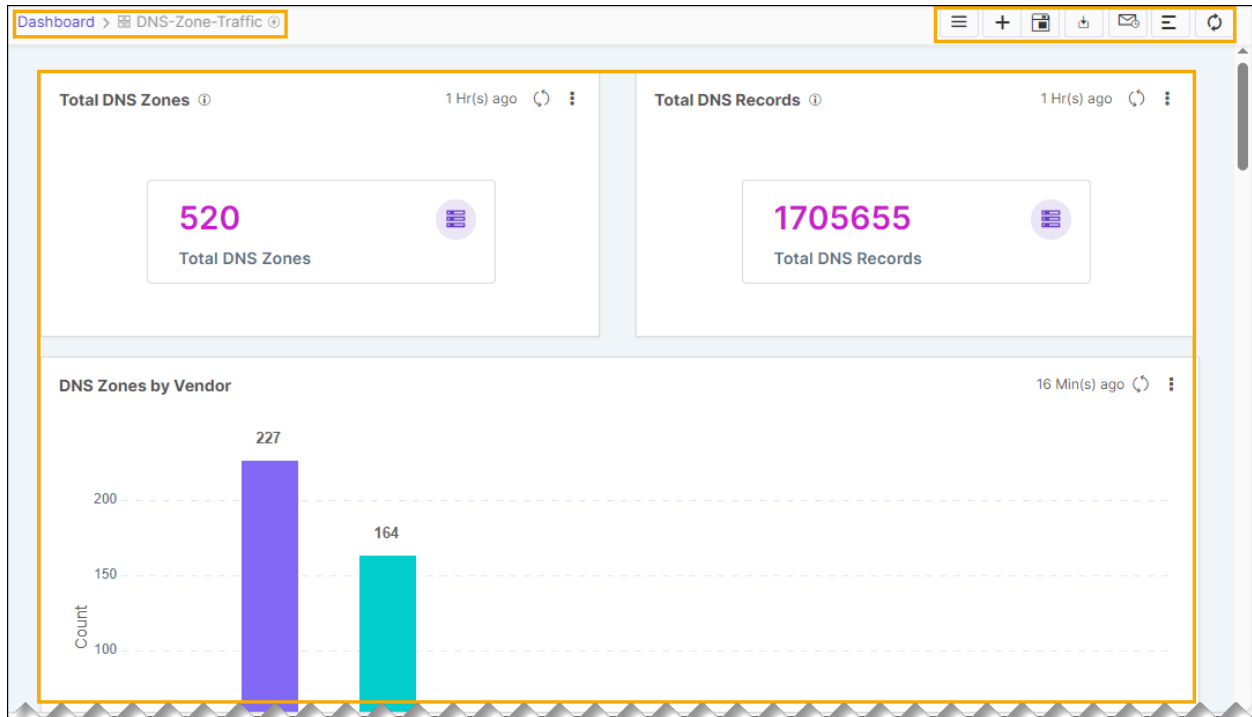 Dashboard > DNS-Zone-Traffic
Total DNS Zones 1 Hr(s) ago
520
Total DNS Zones
Total DNS Records 1 Hr(s) ago
1705655
Total DNS Records
DNS Zones by Vendor 16 Min(s) ago
227
200
164
150
Count
100